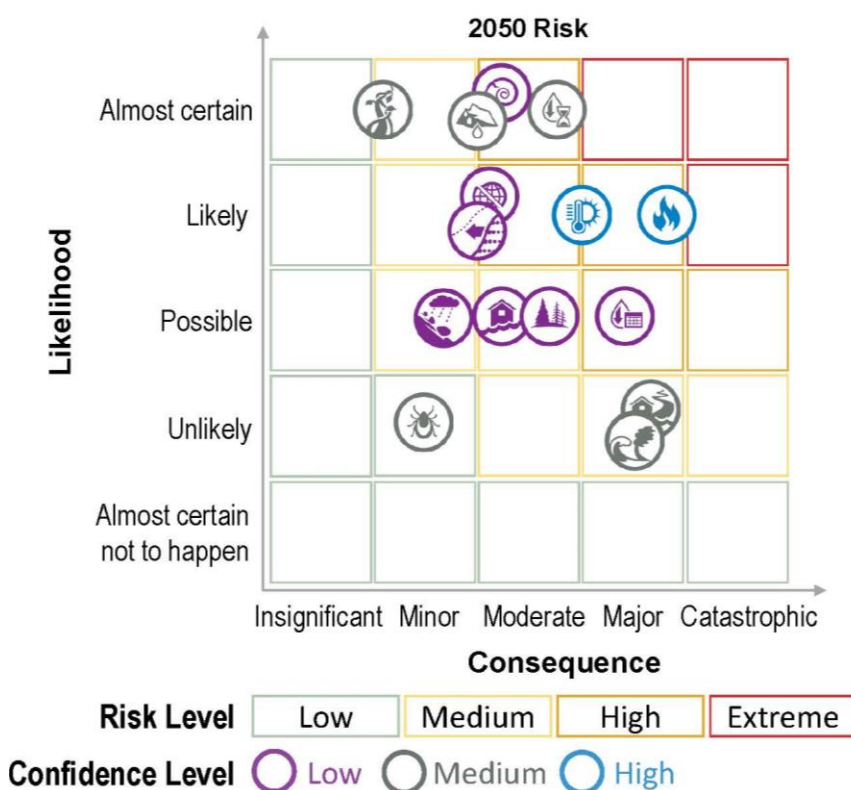 2050 Risk
Almost certain
Likely
Possible
Unlikely
Almost certain
not to happen
Likelihood
Insignificant Minor Moderate Major Catastrophic
Consequence
Risk Level Low Medium High Extreme
Confidence Level Low Medium High